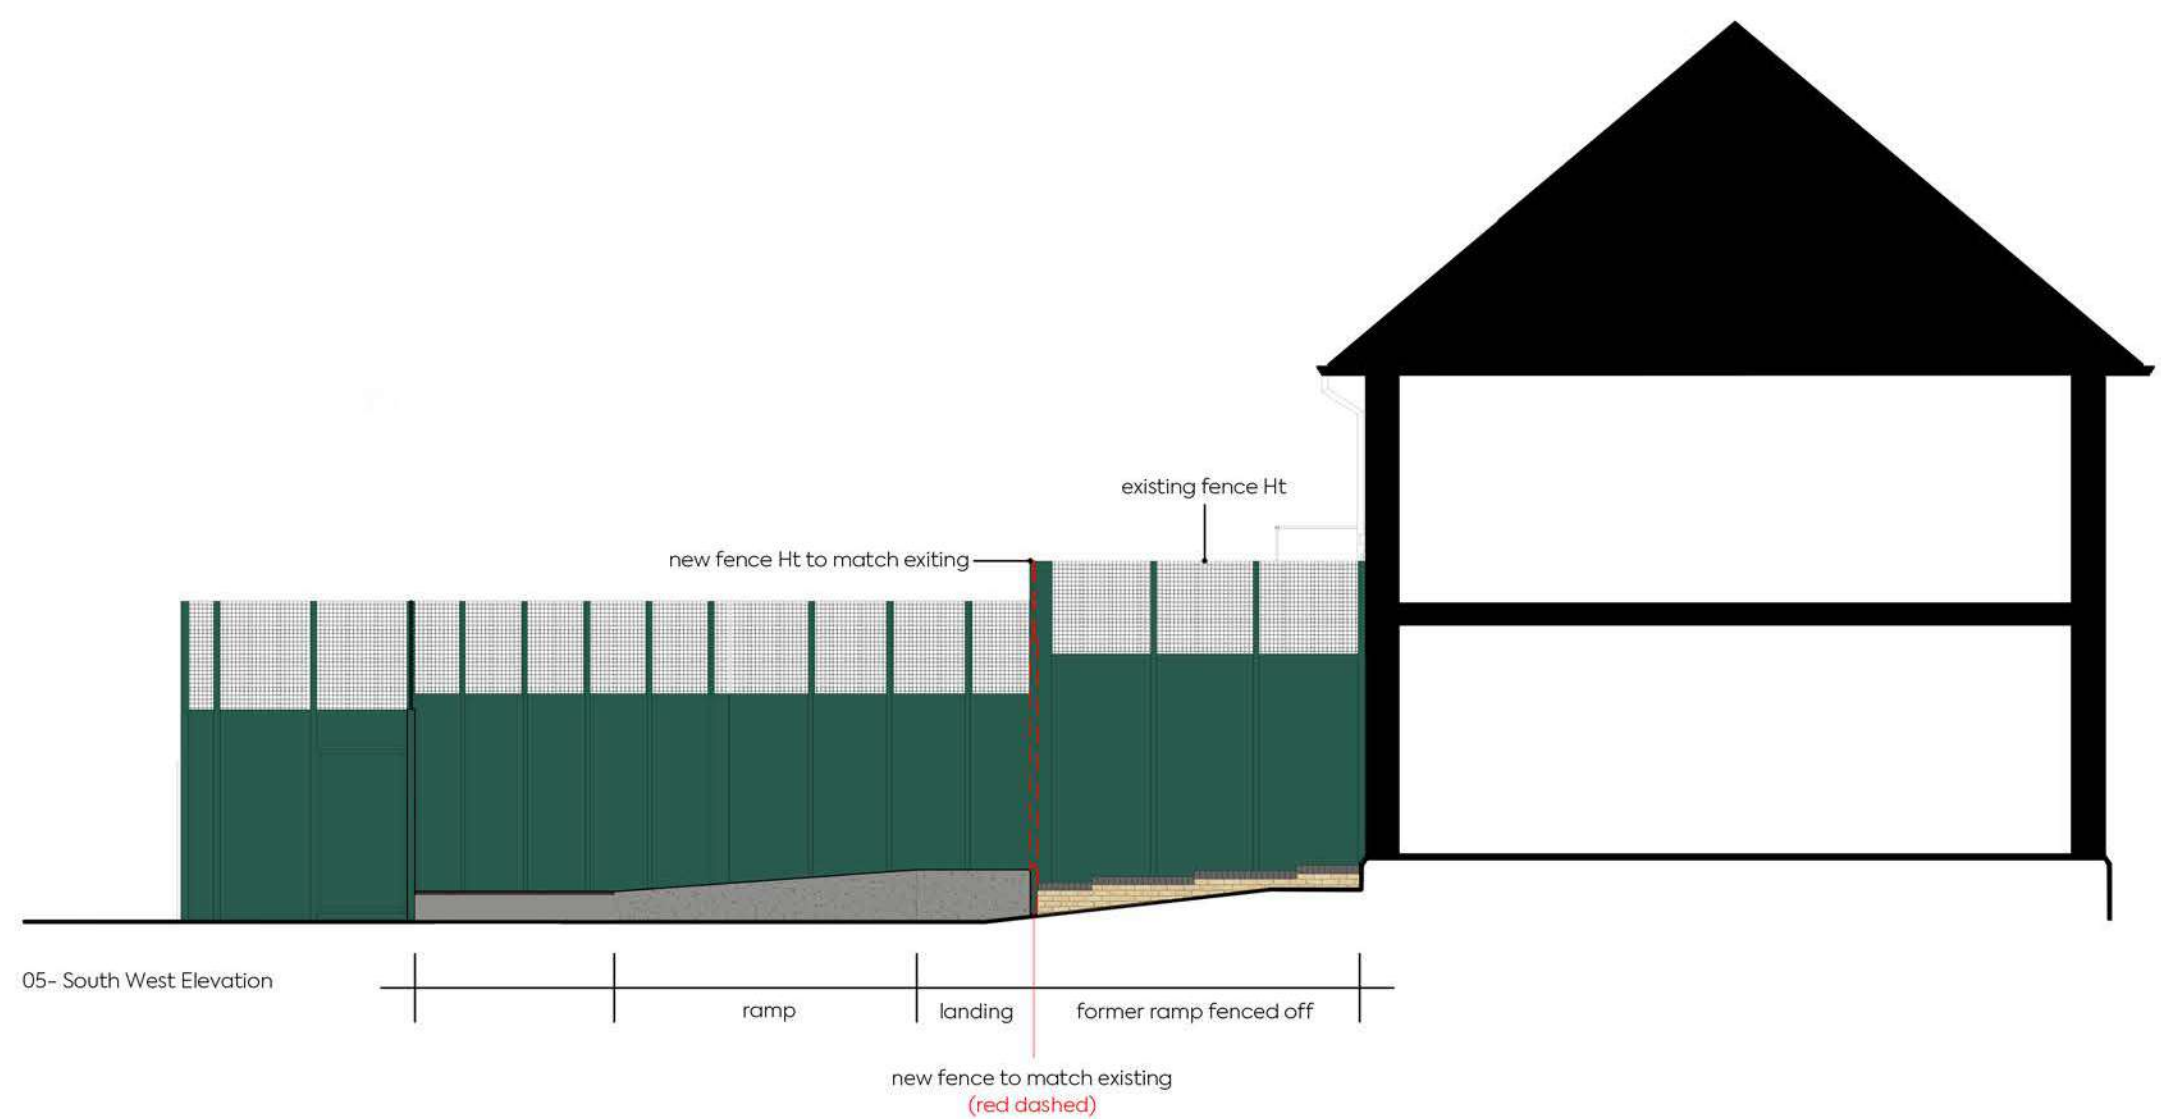 existing fence Ht
new fence Ht to match exiting
05- South West Elevation
ramp
landing
former ramp fenced off
new fence to match existing
(red dashed)